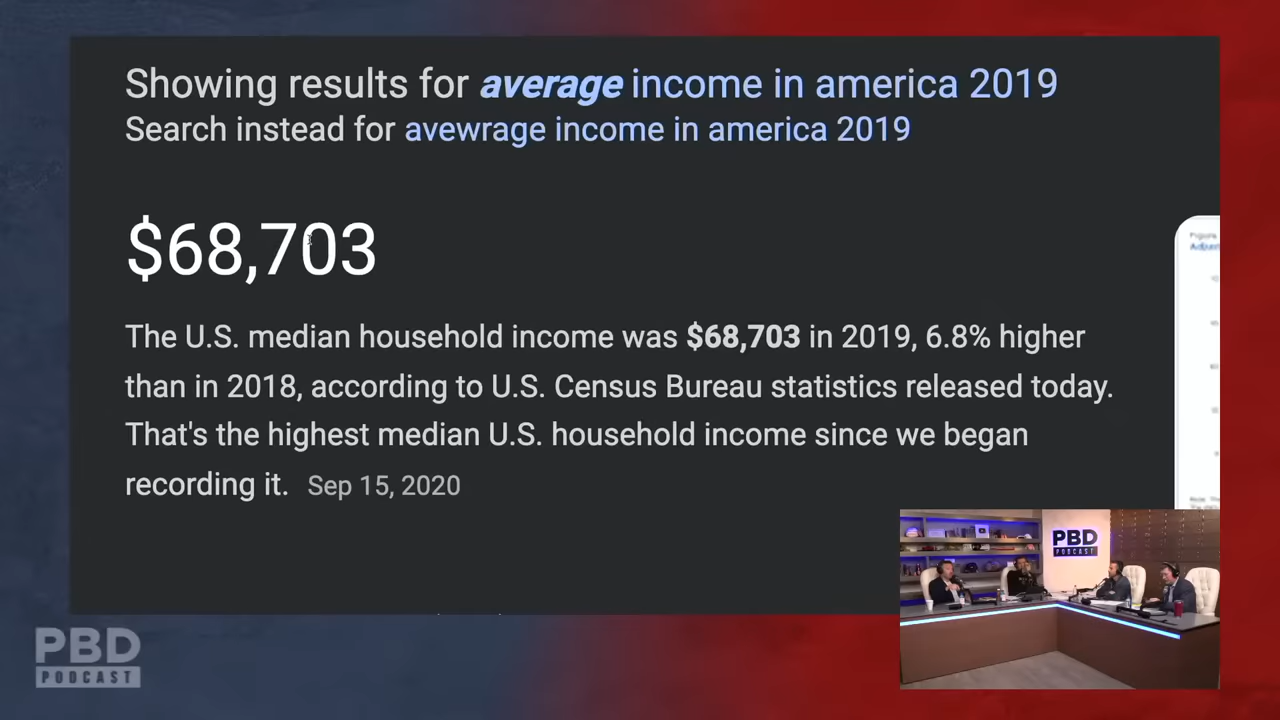 Showing results for average income in america 2019
Search instead for avewrage income in america 2019
$68,703
The U.S. median household income was $68,703 in 2019, 6.8% higher
than in 2018, according to U.S. Census Bureau statistics released today.
That's the highest median U.S. household income since we began
recording it. Sep 15, 2020
PBD
PODCAST
PBD
PODCAST